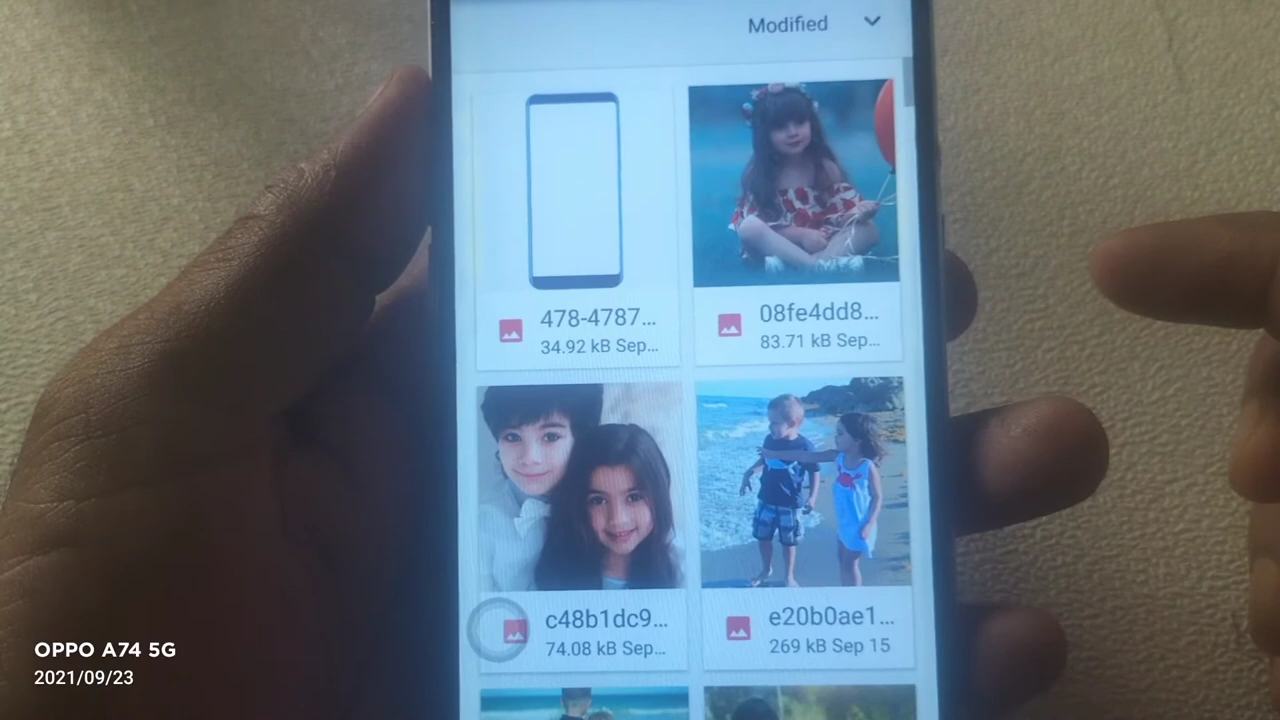 Modified
478-4787...
34.92 kB Sep...
08fe4dd8...
83.71 kB Sep...
c48b1dc9...
74.08 kB Sep...
e20b0ae1...
269 kB Sep 15
OPPO A74 5G
2021/09/23